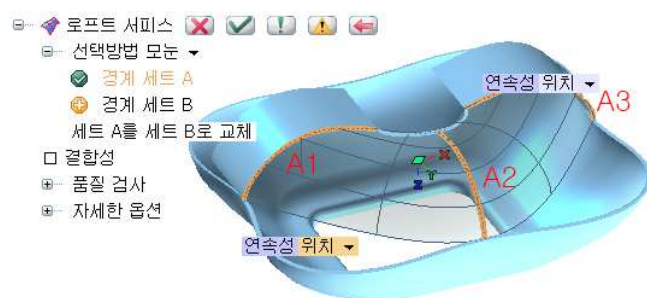 로프트 서피스
선택방법 모눈
경계 세트 A
경계 세트 B
세트 A를 세트 B로 교체
결합성
품질 검사
자세한 옵션
연속성 위치
A3
A1
A2
X
Y
Z
연속성 위치